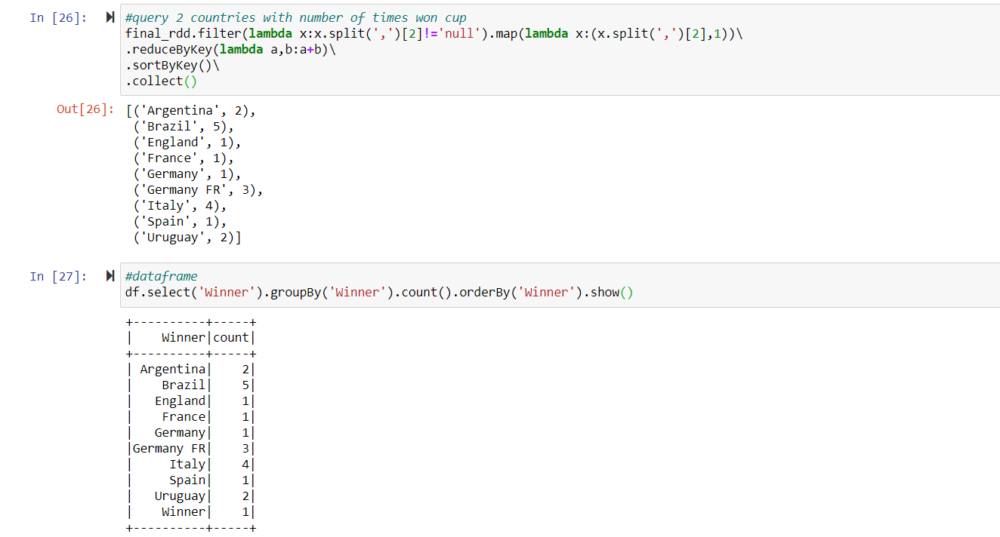 In [26]: #query 2 countries with number of times won cup
final_rdd.filter(lambda x:x.split(',')[2]!='null').map(lambda x:(x.split(',')[2],1))\
.reduceByKey(lambda a,b:a+b)\
.sortByKey()\
.collect()
Out[26]: [('Argentina', 2),
('Brazil', 5),
('England', 1),
('France', 1),
('Germany', 1),
('Germany FR', 3),
('Italy', 4),
('Spain', 1),
('Uruguay', 2)]
In [27]: #dataframe
df.select('Winner').groupBy('Winner').count().orderBy('Winner').show()
+----------+-----+
|    Winner|count|
+----------+-----+
| Argentina|    2|
|    Brazil|    5|
|   England|    1|
|    France|    1|
|   Germany|    1|
|Germany FR|    3|
|     Italy|    4|
|     Spain|    1|
|   Uruguay|    2|
|    Winner|    1|
+----------+-----+